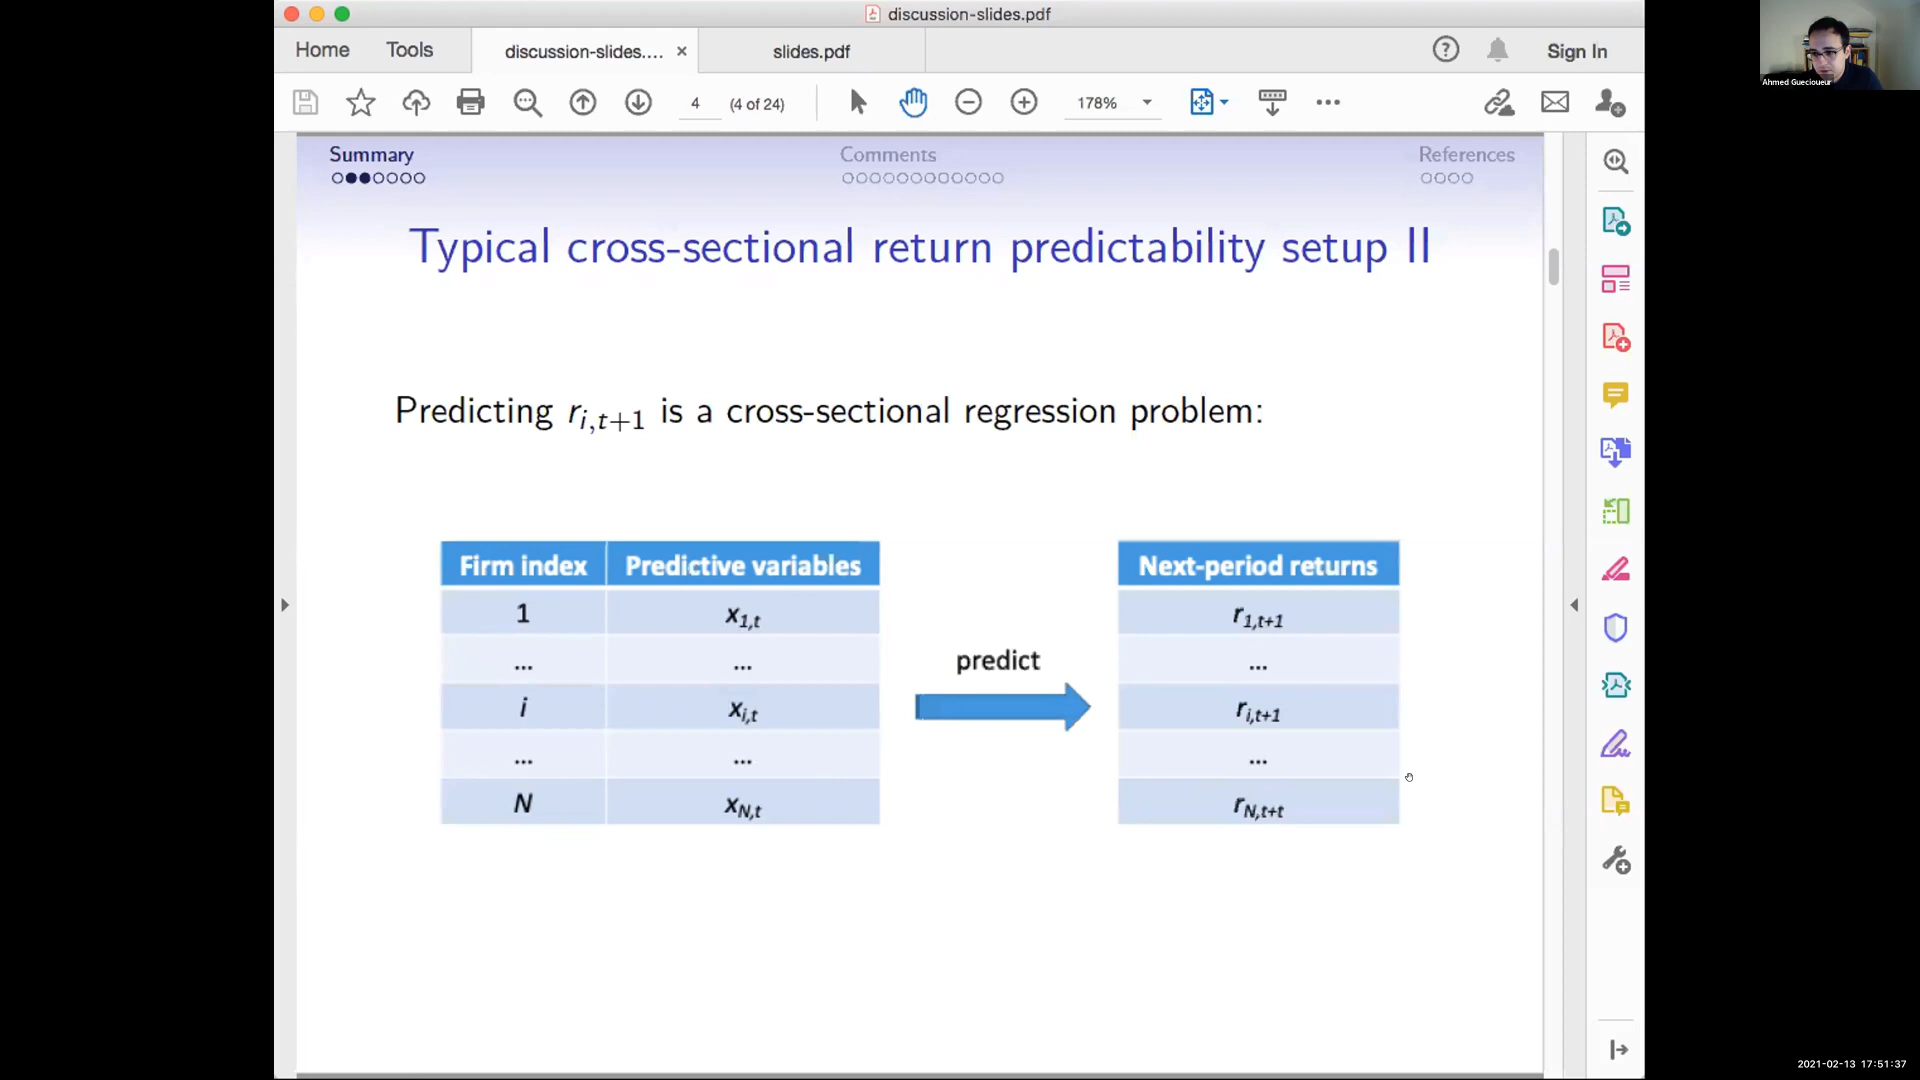 discussion-slides.pdf
Home
Tools
discussion-slides....
slides.pdf
Sign In
4
(4 of 24)
178%
Ahmed Guecioueur
Summary
Comments
References
Typical cross-sectional return predictability setup II
Predicting r_{i,t+1} is a cross-sectional regression problem:
Firm index Predictive variables Next-period returns
1 x_{1,t} r_{1,t+1}
... ... ...
predict
i x_{i,t} r_{i,t+1}
... ... ...
N x_{N,t} r_{N,t+t}
2021-02-13 17:51:37